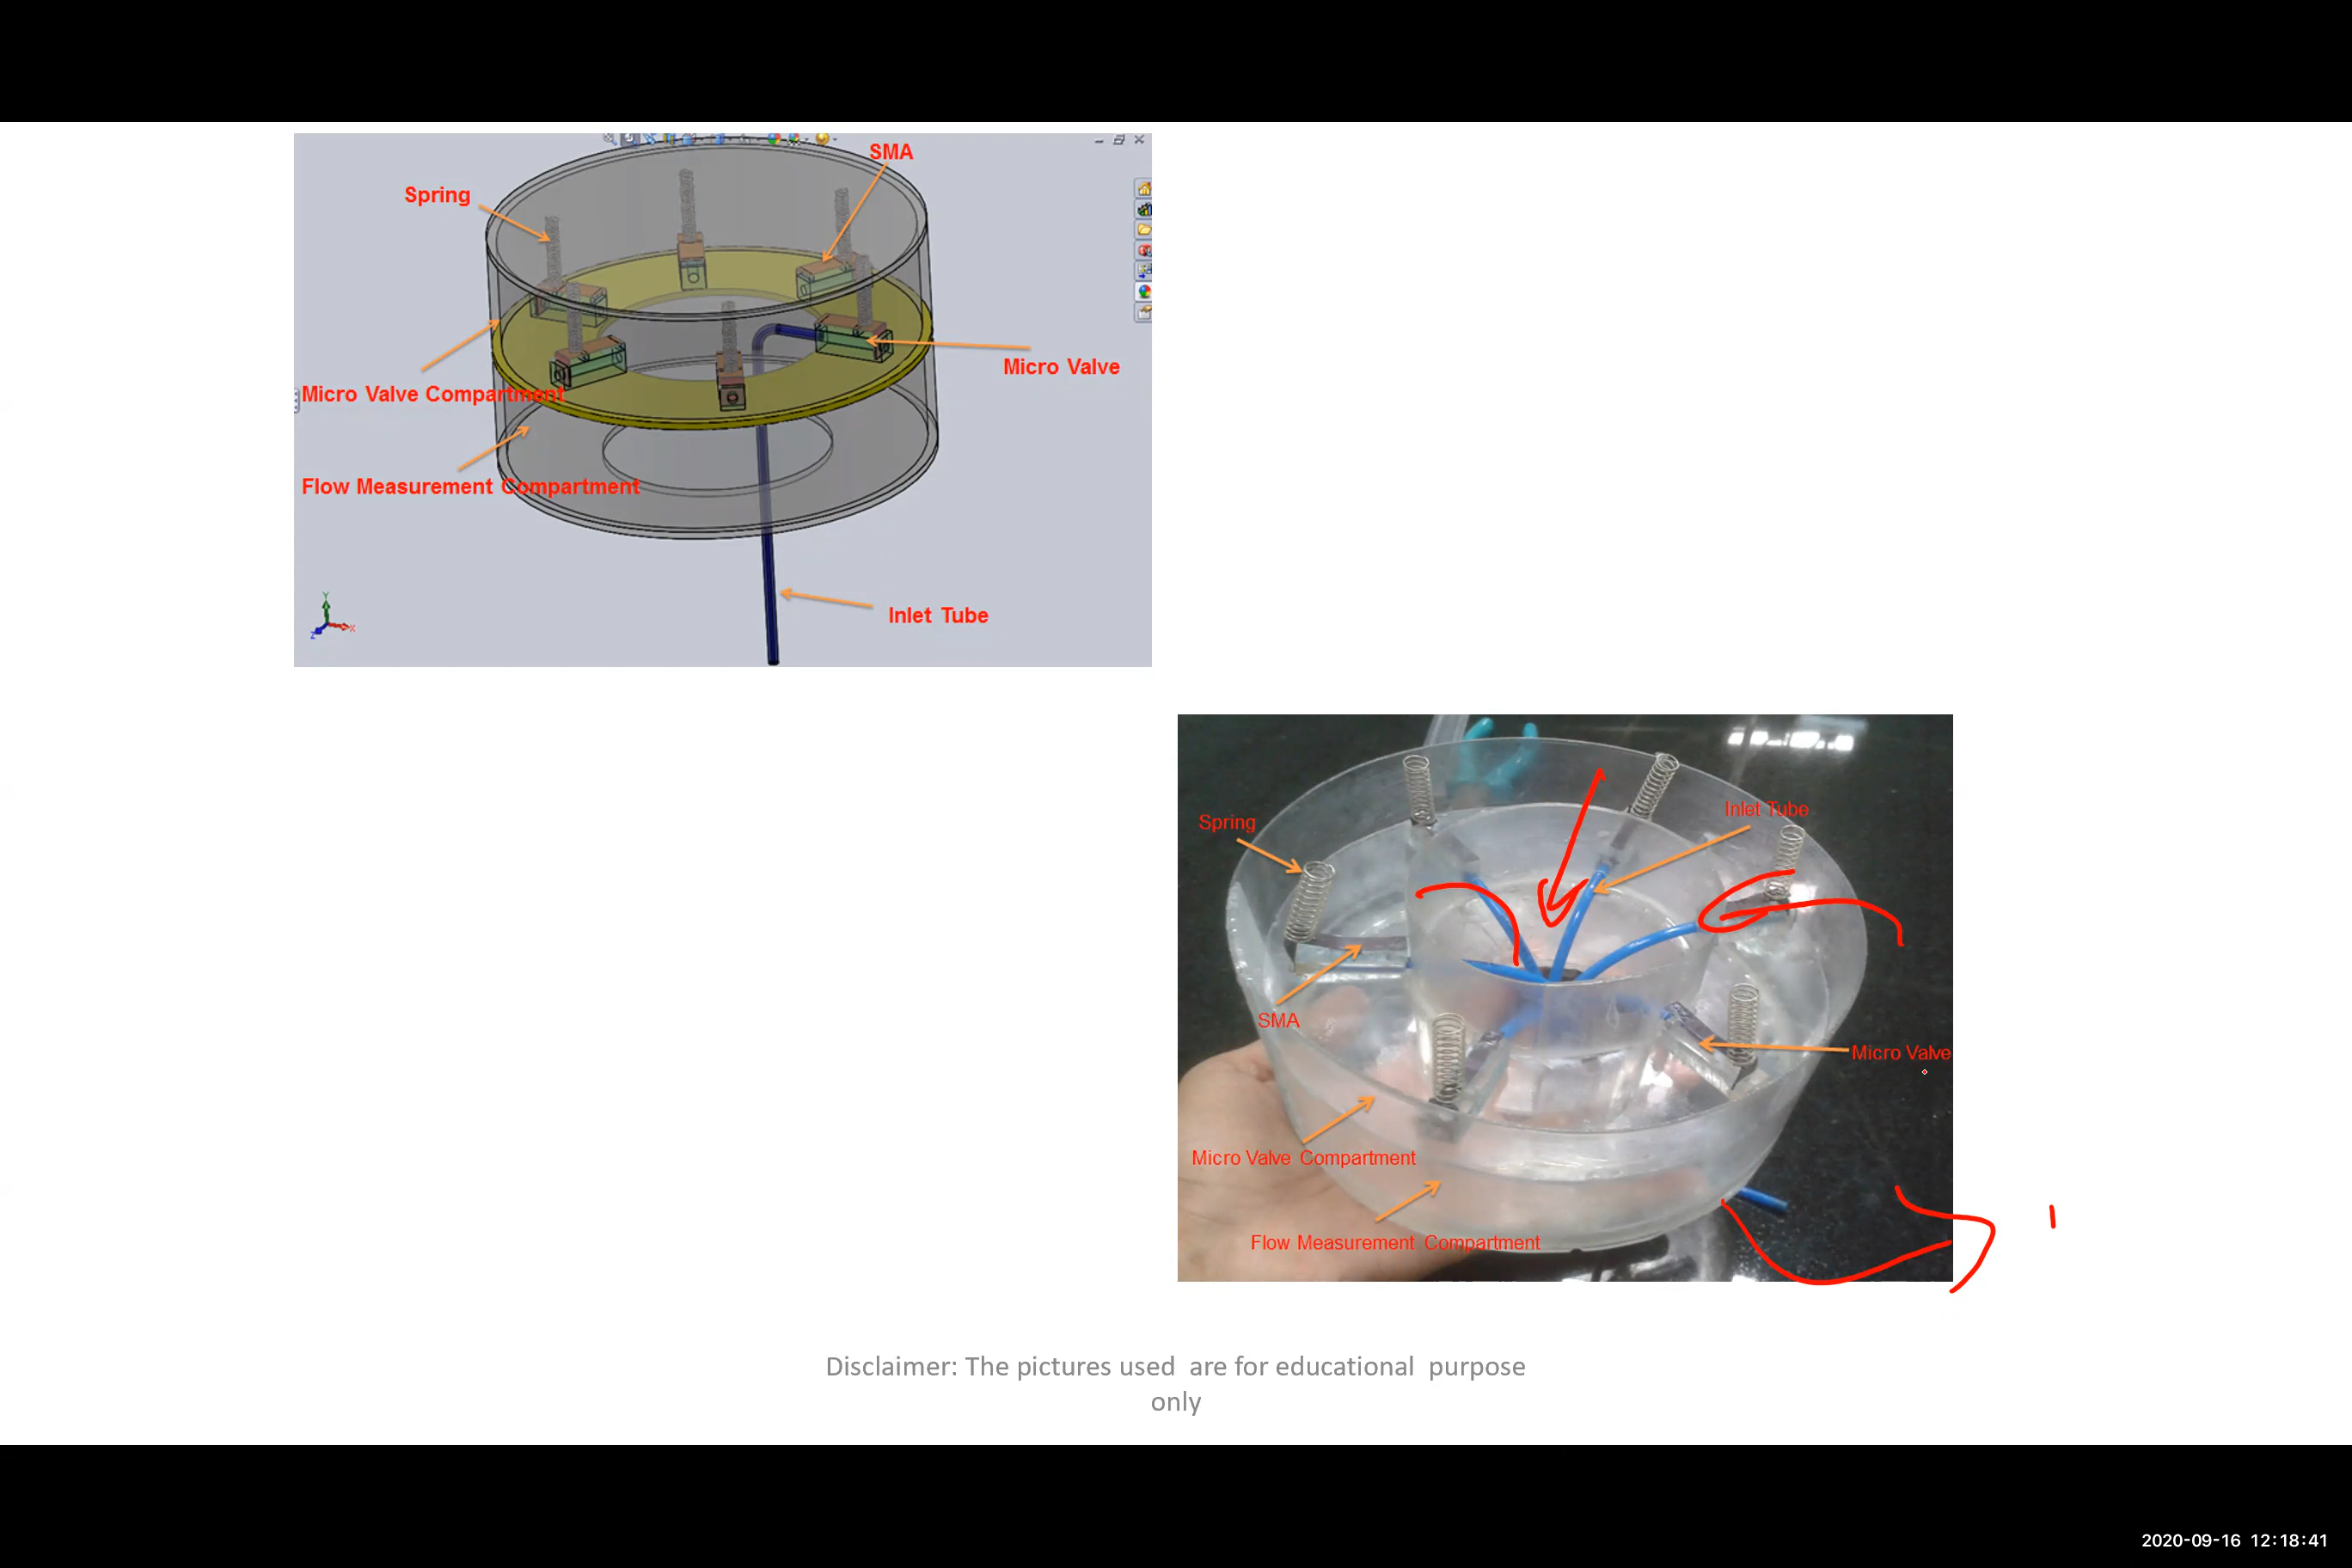 SMA
Spring
Micro Valve
Micro Valve Compartment
Flow Measurement Compartment
Inlet Tube
Y
X
Z
Inlet Tube
Spring
SMA
Micro Valve
Micro Valve Compartment
Flow Measurement Compartment
Disclaimer: The pictures used are for educational purpose
only
2020-09-16 12:18:41